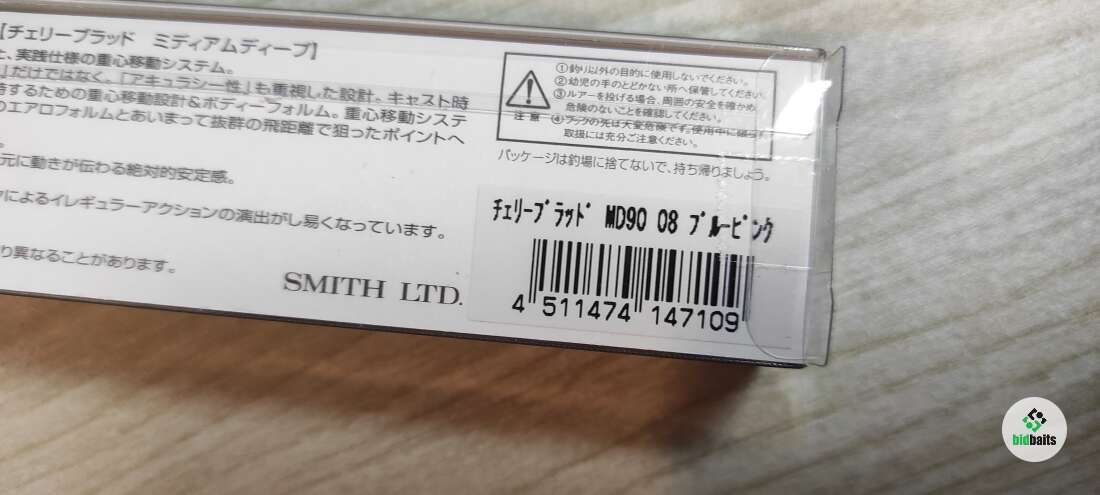 【チェリーブラッド ミディアムディープ】
、実践仕様の重心移動システム。
」だけではなく、「アキュラシー性」も重視した設計。キャスト時
するための重心移動設計＆ボディーフォルム。重心移動システ
のエアロフォルムとあいまって抜群の飛距離で狙ったポイントへ
。
元に動きが伝わる絶対的安定感。
によるイレギュラーアクションの演出がし易くなっています。
り異なることがあります。
SMITH LTD.
注意
①釣り以外の目的に使用しないでください。
②幼児の手のとどかない所へ保管してください。
③ルアーを投げる場合、周囲の安全を確かめ
危険のないことを確認してください。
④フックの先は大変危険です。使用中に限らず
取扱には充分ご注意ください。
パッケージは釣場に捨てないで、持ち帰りましょう。
チェリーブラッド MD90 08 ブルーピンク
4 511474 147109
bidbaits